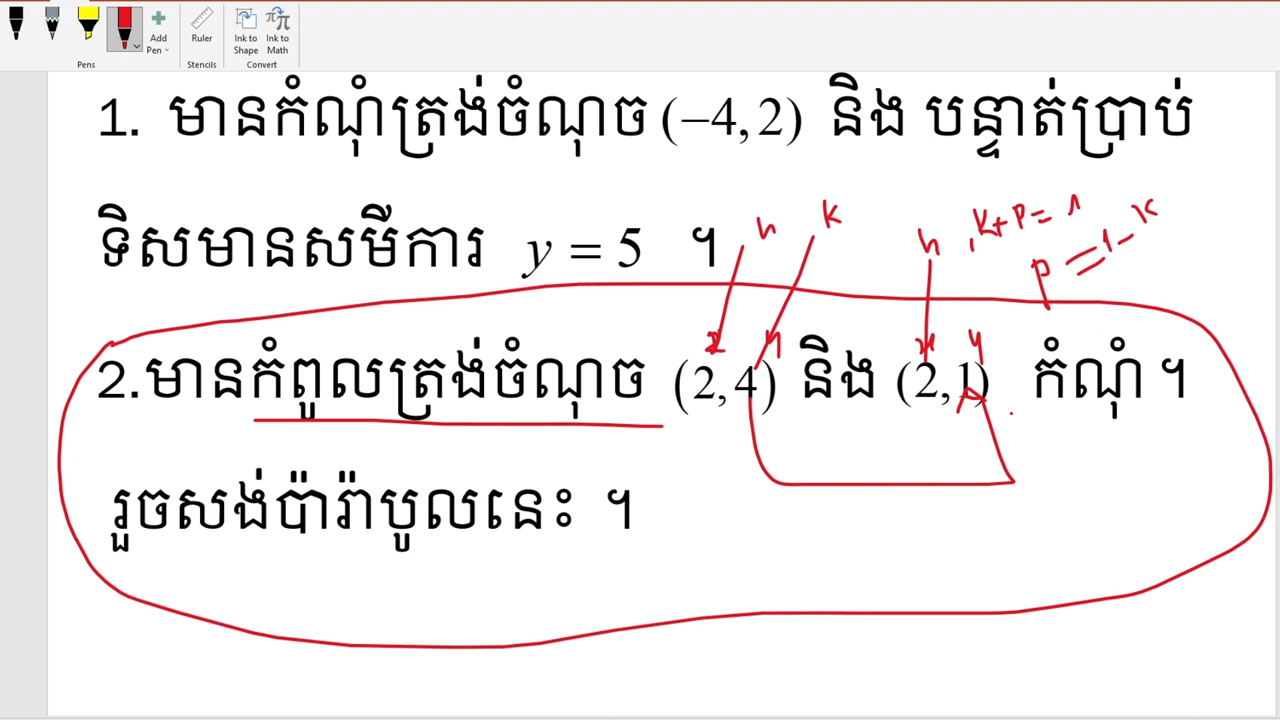 Add Pen
Ruler
Ink to Shape
Ink to Math
Pens
Stencils
Convert
1. មានកំណុំត្រង់ចំណុច (−4,2) និង បន្ទាត់ប្រាប់
ទិសមានសមីការ y = 5 ។
h k h , k+p= 1
p = 1-k
x y x y
2.មានកំពូលត្រង់ចំណុច (2,4) និង (2,1) កំណុំ ។
រួចសង់ប៉ារ៉ាបូលនេះ ។